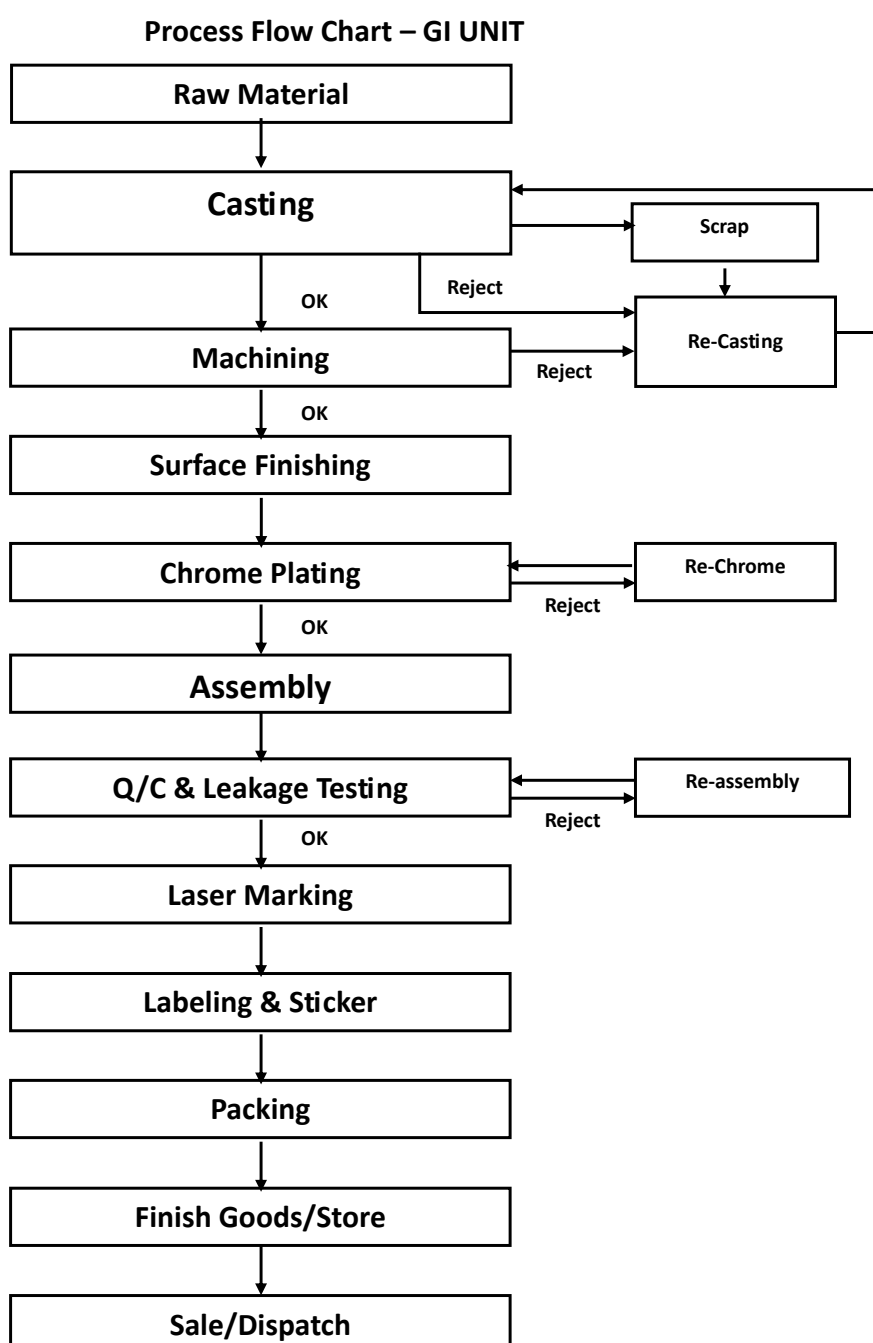 Process Flow Chart – GI UNIT
Raw Material
Casting
Scrap
Reject
OK
Re-Casting
Machining
Reject
OK
Surface Finishing
Chrome Plating
Re-Chrome
Reject
OK
Assembly
Q/C & Leakage Testing
Re-assembly
Reject
OK
Laser Marking
Labeling & Sticker
Packing
Finish Goods/Store
Sale/Dispatch